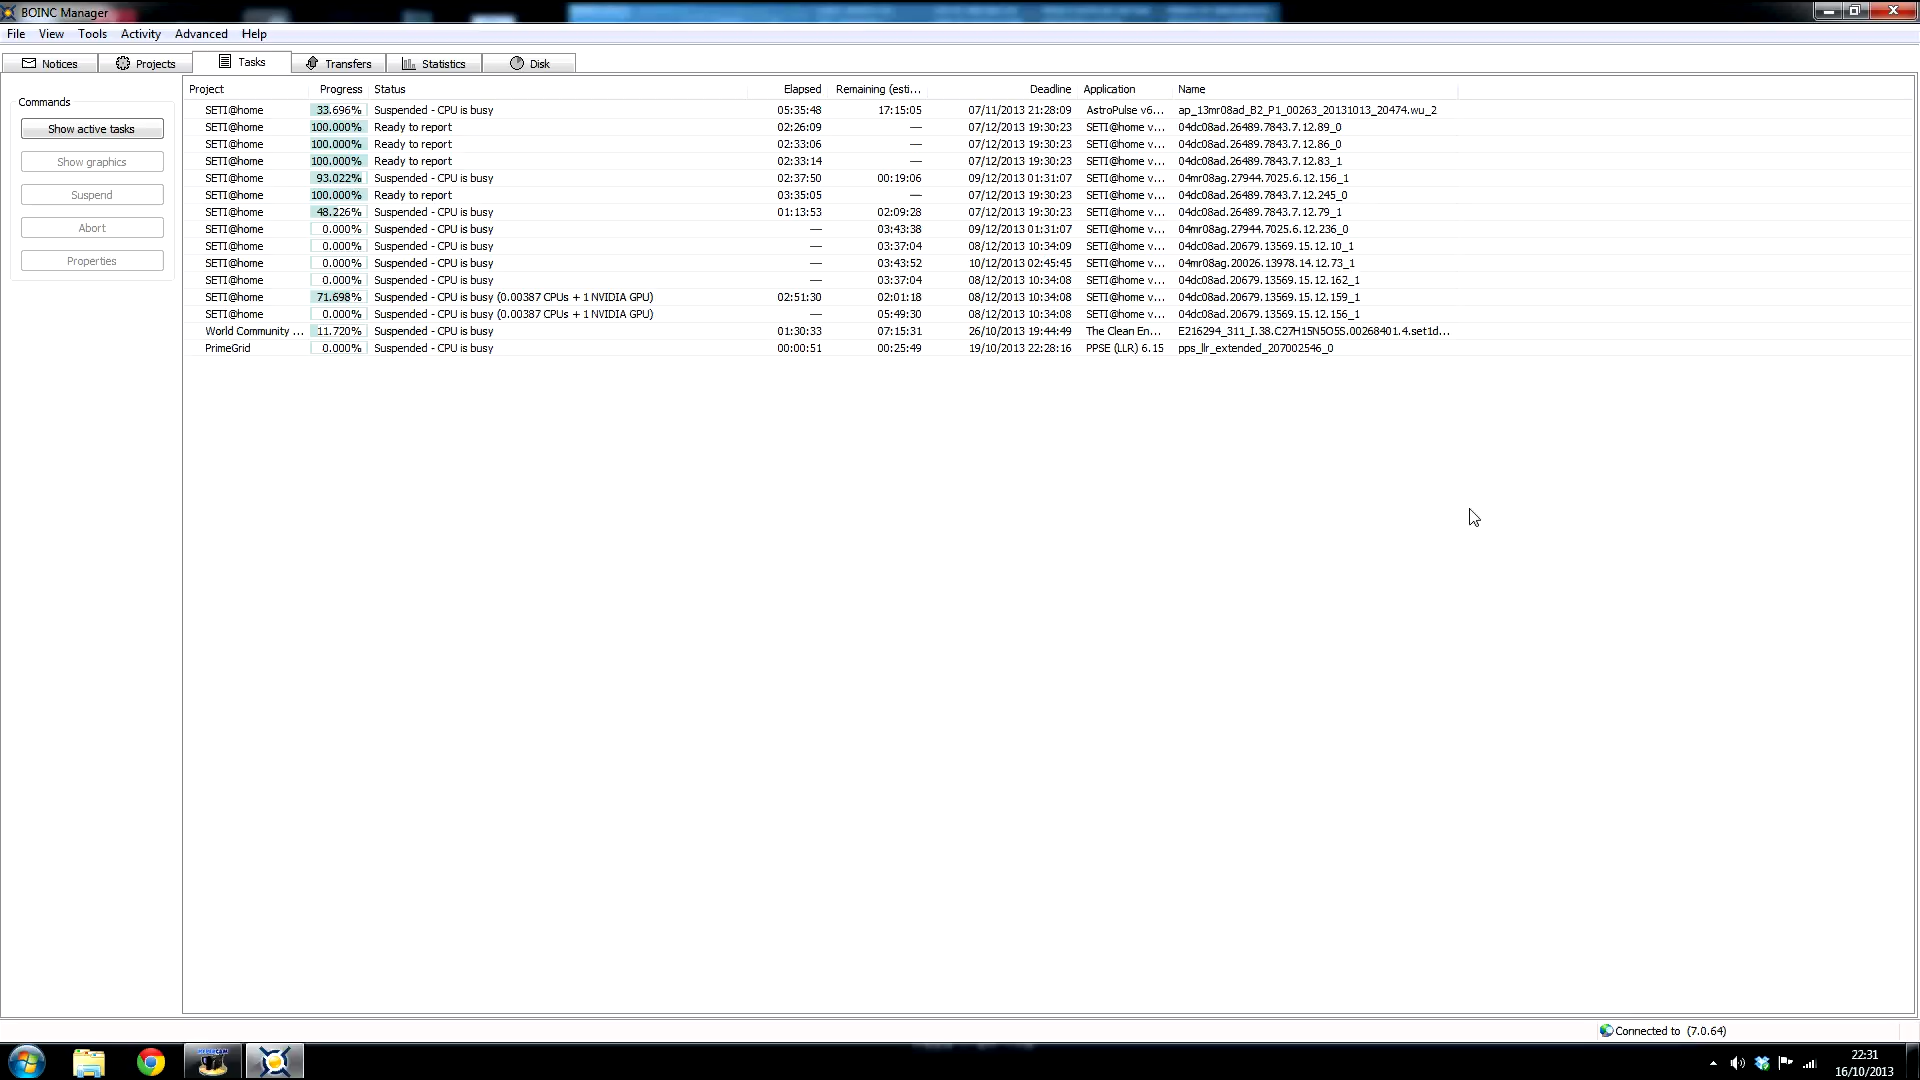 BOINC Manager
File View Tools Activity Advanced Help
Notices Projects Tasks Transfers Statistics Disk
Commands
Show active tasks
Show graphics
Suspend
Abort
Properties
Project Progress Status Elapsed Remaining (esti... Deadline Application Name
SETI@home 33.696% Suspended - CPU is busy 05:35:48 17:15:05 07/11/2013 21:28:09 AstroPulse v6... ap_13mr08ad_B2_P1_00263_20131013_20474.wu_2
SETI@home 100.000% Ready to report 02:26:09 — 07/12/2013 19:30:23 SETI@home v... 04dc08ad.26489.7843.7.12.89_0
SETI@home 100.000% Ready to report 02:33:06 — 07/12/2013 19:30:23 SETI@home v... 04dc08ad.26489.7843.7.12.86_0
SETI@home 100.000% Ready to report 02:33:14 — 07/12/2013 19:30:23 SETI@home v... 04dc08ad.26489.7843.7.12.83_1
SETI@home 93.022% Suspended - CPU is busy 02:37:50 00:19:06 09/12/2013 01:31:07 SETI@home v... 04mr08ag.27944.7025.6.12.156_1
SETI@home 100.000% Ready to report 03:35:05 — 07/12/2013 19:30:23 SETI@home v... 04dc08ad.26489.7843.7.12.245_0
SETI@home 48.226% Suspended - CPU is busy 01:13:53 02:09:28 07/12/2013 19:30:23 SETI@home v... 04dc08ad.26489.7843.7.12.79_1
SETI@home 0.000% Suspended - CPU is busy — 03:43:38 09/12/2013 01:31:07 SETI@home v... 04mr08ag.27944.7025.6.12.236_0
SETI@home 0.000% Suspended - CPU is busy — 03:37:04 08/12/2013 10:34:09 SETI@home v... 04dc08ad.20679.13569.15.12.10_1
SETI@home 0.000% Suspended - CPU is busy — 03:43:52 10/12/2013 02:45:45 SETI@home v... 04mr08ag.20026.13978.14.12.73_1
SETI@home 0.000% Suspended - CPU is busy — 03:37:04 08/12/2013 10:34:08 SETI@home v... 04dc08ad.20679.13569.15.12.162_1
SETI@home 71.698% Suspended - CPU is busy (0.00387 CPUs + 1 NVIDIA GPU) 02:51:30 02:01:18 08/12/2013 10:34:08 SETI@home v... 04dc08ad.20679.13569.15.12.159_1
SETI@home 0.000% Suspended - CPU is busy (0.00387 CPUs + 1 NVIDIA GPU) — 05:49:30 08/12/2013 10:34:08 SETI@home v... 04dc08ad.20679.13569.15.12.156_1
World Community ... 11.720% Suspended - CPU is busy 01:30:33 07:15:31 26/10/2013 19:44:49 The Clean En... E216294_311_I.38.C27H15N5O5S.00268401.4.set1d...
PrimeGrid 0.000% Suspended - CPU is busy 00:00:51 00:25:49 19/10/2013 22:28:16 PPSE (LLR) 6.15 pps_llr_extended_207002546_0
Connected to (7.0.64)
22:31
16/10/2013